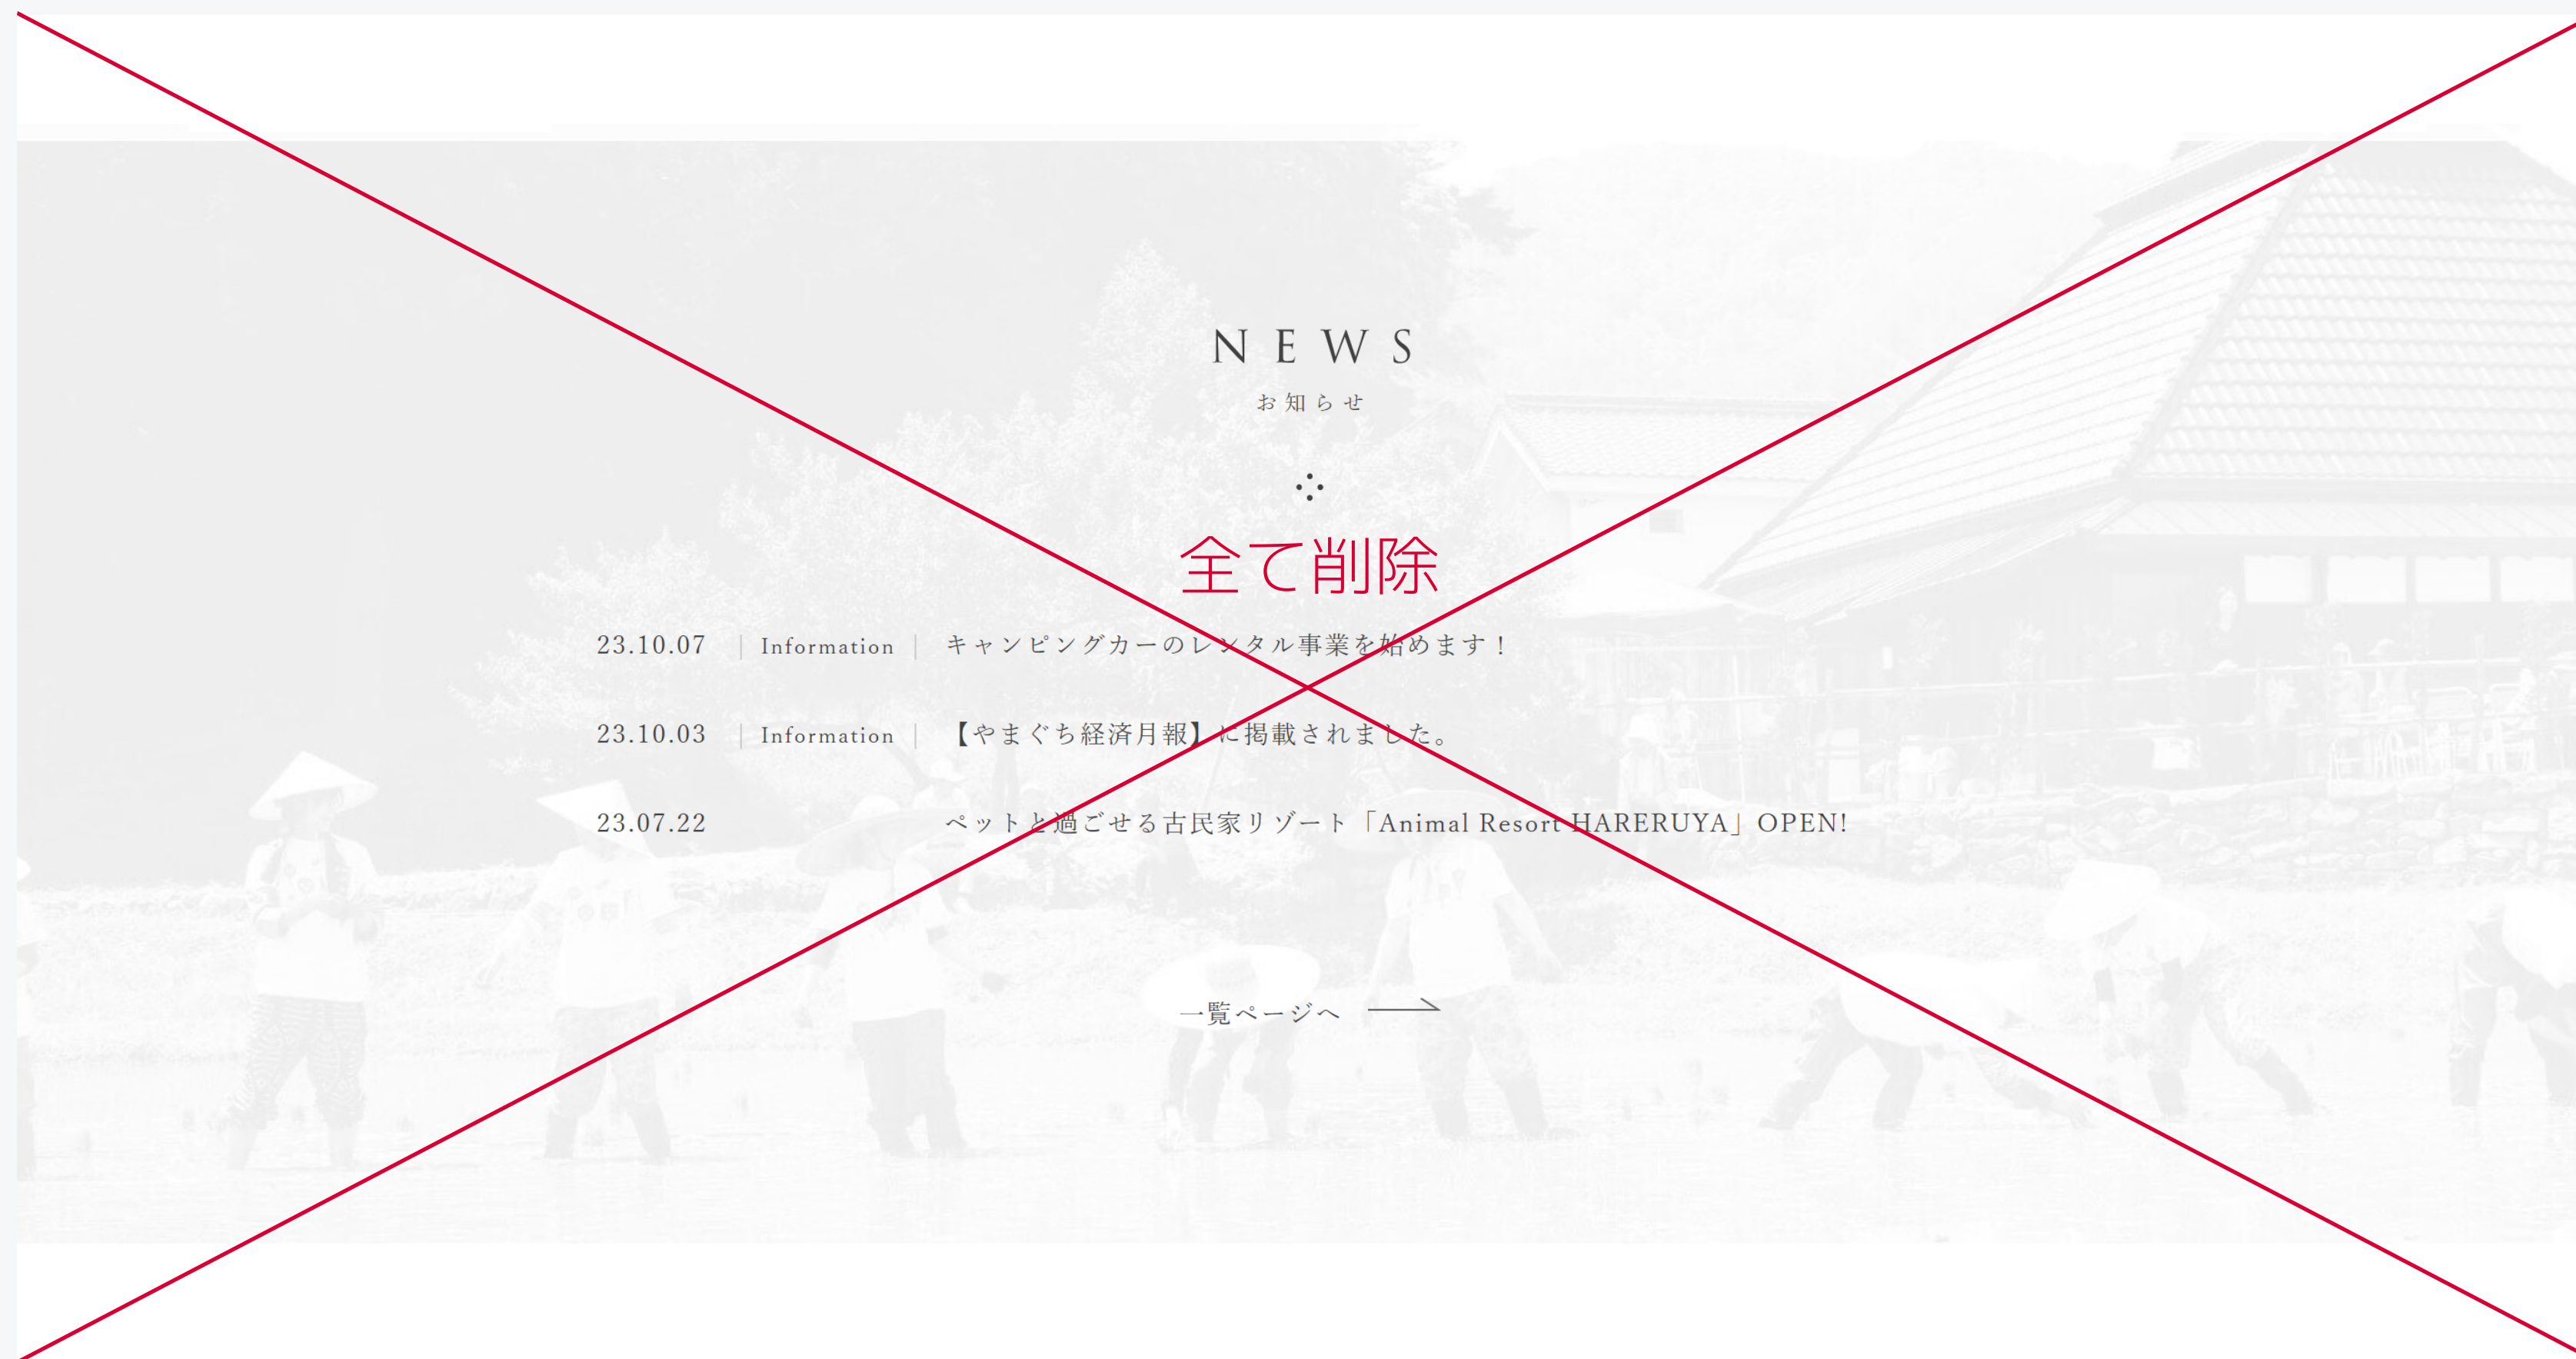 NEWS
お知らせ
全て削除
23.10.07 | Information | キャンピングカーのレンタル事業を始めます！
23.10.03 | Information | 【やまぐち経済月報】に掲載されました。
23.07.22 ペットと過ごせる古民家リゾート「Animal Resort HARERUYA」OPEN!
一覧ページへ